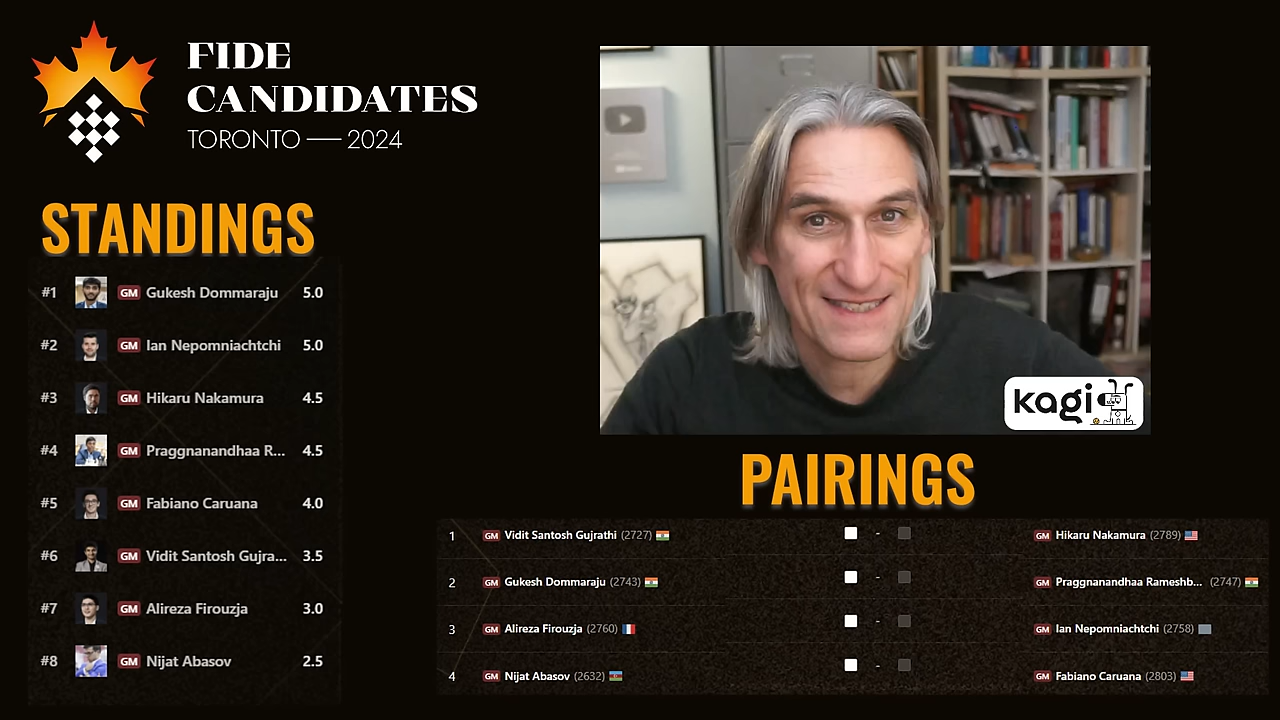 FIDE
CANDIDATES
TORONTO — 2024
STANDINGS
#1 GM Gukesh Dommaraju 5.0
#2 GM Ian Nepomniachtchi 5.0
#3 GM Hikaru Nakamura 4.5
#4 GM Praggnanandhaa R... 4.5
#5 GM Fabiano Caruana 4.0
#6 GM Vidit Santosh Gujra... 3.5
#7 GM Alireza Firouzja 3.0
#8 GM Nijat Abasov 2.5
kagi
PAIRINGS
1 GM Vidit Santosh Gujrathi (2727) - GM Hikaru Nakamura (2789)
2 GM Gukesh Dommaraju (2743) - GM Praggnanandhaa Rameshb... (2747)
3 GM Alireza Firouzja (2760) - GM Ian Nepomniachtchi (2758)
4 GM Nijat Abasov (2632) - GM Fabiano Caruana (2803)